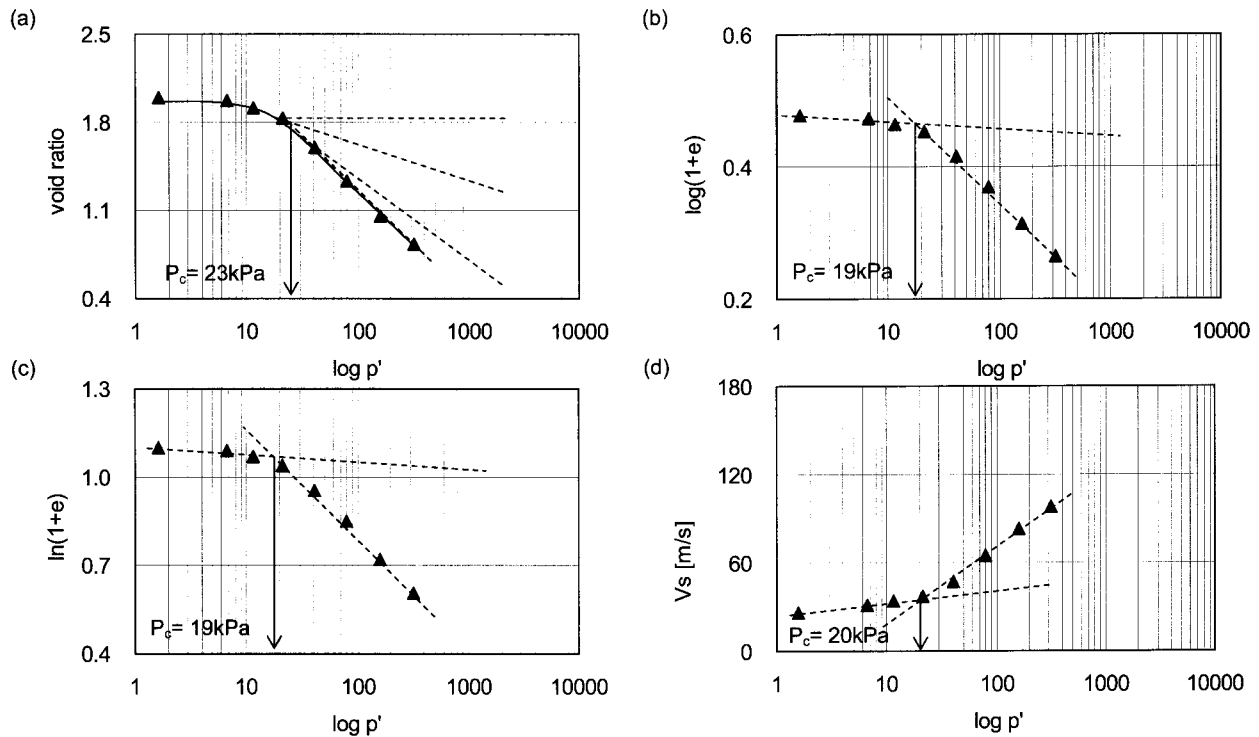 (a)
2.5
1.8
1.1
0.4
void ratio
P_c= 23kPa
1 10 100 1000 10000
log p'
(b)
0.6
0.4
0.2
log(1+e)
P_c= 19kPa
1 10 100 1000 10000
log p'
(c)
1.3
1.0
0.7
0.4
ln(1+e)
P_c= 19kPa
1 10 100 1000 10000
log p'
(d)
180
120
60
0
Vs [m/s]
P_c= 20kPa
1 10 100 1000 10000
log p'